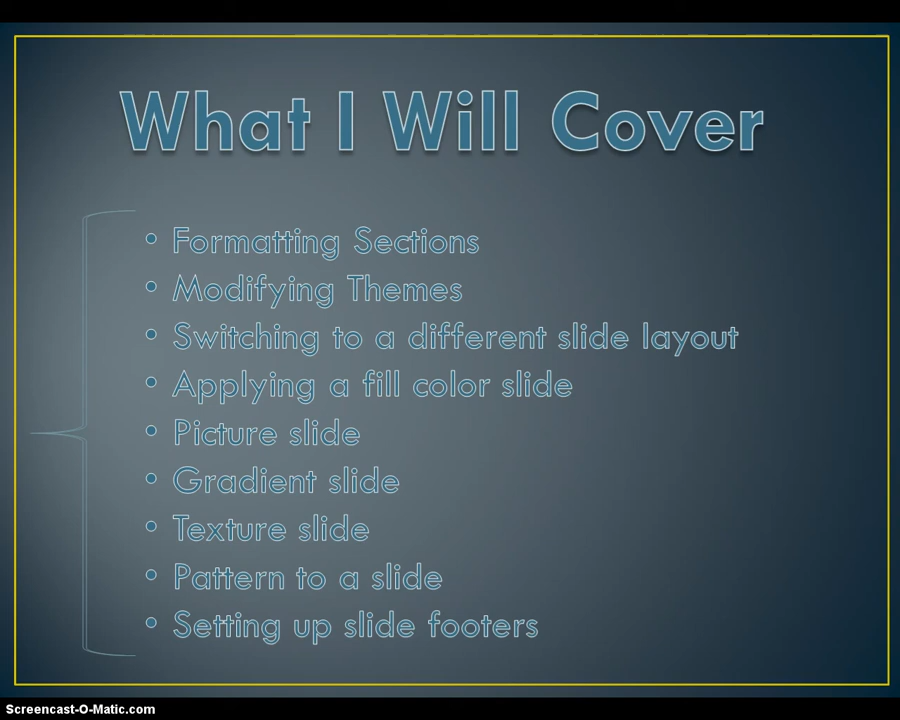 What I Will Cover
• Formatting Sections
• Modifying Themes
• Switching to a different slide layout
• Applying a fill color slide
• Picture slide
• Gradient slide
• Texture slide
• Pattern to a slide
• Setting up slide footers
Screencast-O-Matic.com